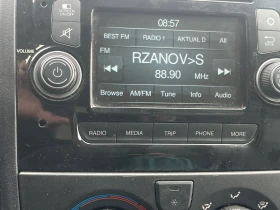 08:57
BEST FM RADIO 1 AKTUAL D All
FM
RZANOV>S
88.90 MHz
Browse AM/FM Tune Info Audio
VOLUME
RADIO MEDIA TRIP PHONE MORE